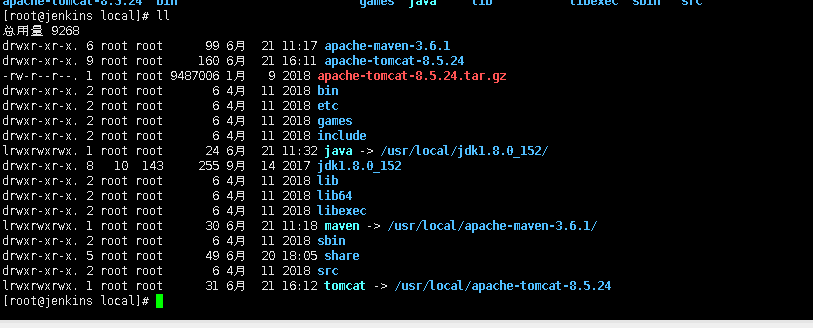 apache-tomcat-8.5.24 bin games java lib libexec sbin src
[root@jenkins local]# ll
总用量 9268
drwxr-xr-x. 6 root root 99 6月 21 11:17 apache-maven-3.6.1
drwxr-xr-x. 9 root root 160 6月 21 16:11 apache-tomcat-8.5.24
-rw-r--r--. 1 root root 9487006 1月 9 2018 apache-tomcat-8.5.24.tar.gz
drwxr-xr-x. 2 root root 6 4月 11 2018 bin
drwxr-xr-x. 2 root root 6 4月 11 2018 etc
drwxr-xr-x. 2 root root 6 4月 11 2018 games
drwxr-xr-x. 2 root root 6 4月 11 2018 include
lrwxrwxrwx. 1 root root 24 6月 21 11:32 java -> /usr/local/jdk1.8.0_152/
drwxr-xr-x. 8 10 143 255 9月 14 2017 jdk1.8.0_152
drwxr-xr-x. 2 root root 6 4月 11 2018 lib
drwxr-xr-x. 2 root root 6 4月 11 2018 lib64
drwxr-xr-x. 2 root root 6 4月 11 2018 libexec
lrwxrwxrwx. 1 root root 30 6月 21 11:18 maven -> /usr/local/apache-maven-3.6.1/
drwxr-xr-x. 2 root root 6 4月 11 2018 sbin
drwxr-xr-x. 5 root root 49 6月 20 18:05 share
drwxr-xr-x. 2 root root 6 4月 11 2018 src
lrwxrwxrwx. 1 root root 31 6月 21 16:12 tomcat -> /usr/local/apache-tomcat-8.5.24
[root@jenkins local]#